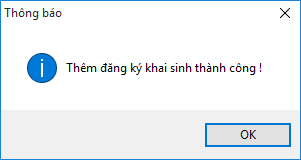 Thông báo
Thêm đăng ký khai sinh thành công !
OK